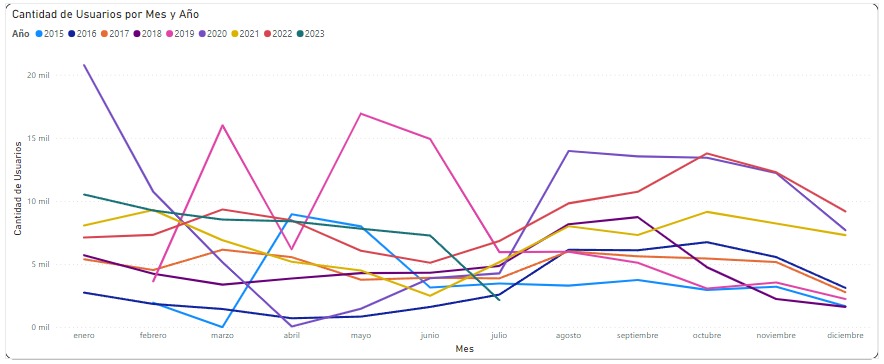 Cantidad de Usuarios por Mes y Año
Año 2015 2016 2017 2018 2019 2020 2021 2022 2023
20 mil
15 mil
10 mil
5 mil
0 mil
Cantidad de Usuarios
enero febrero marzo abril mayo junio julio agosto septiembre octubre noviembre diciembre
Mes